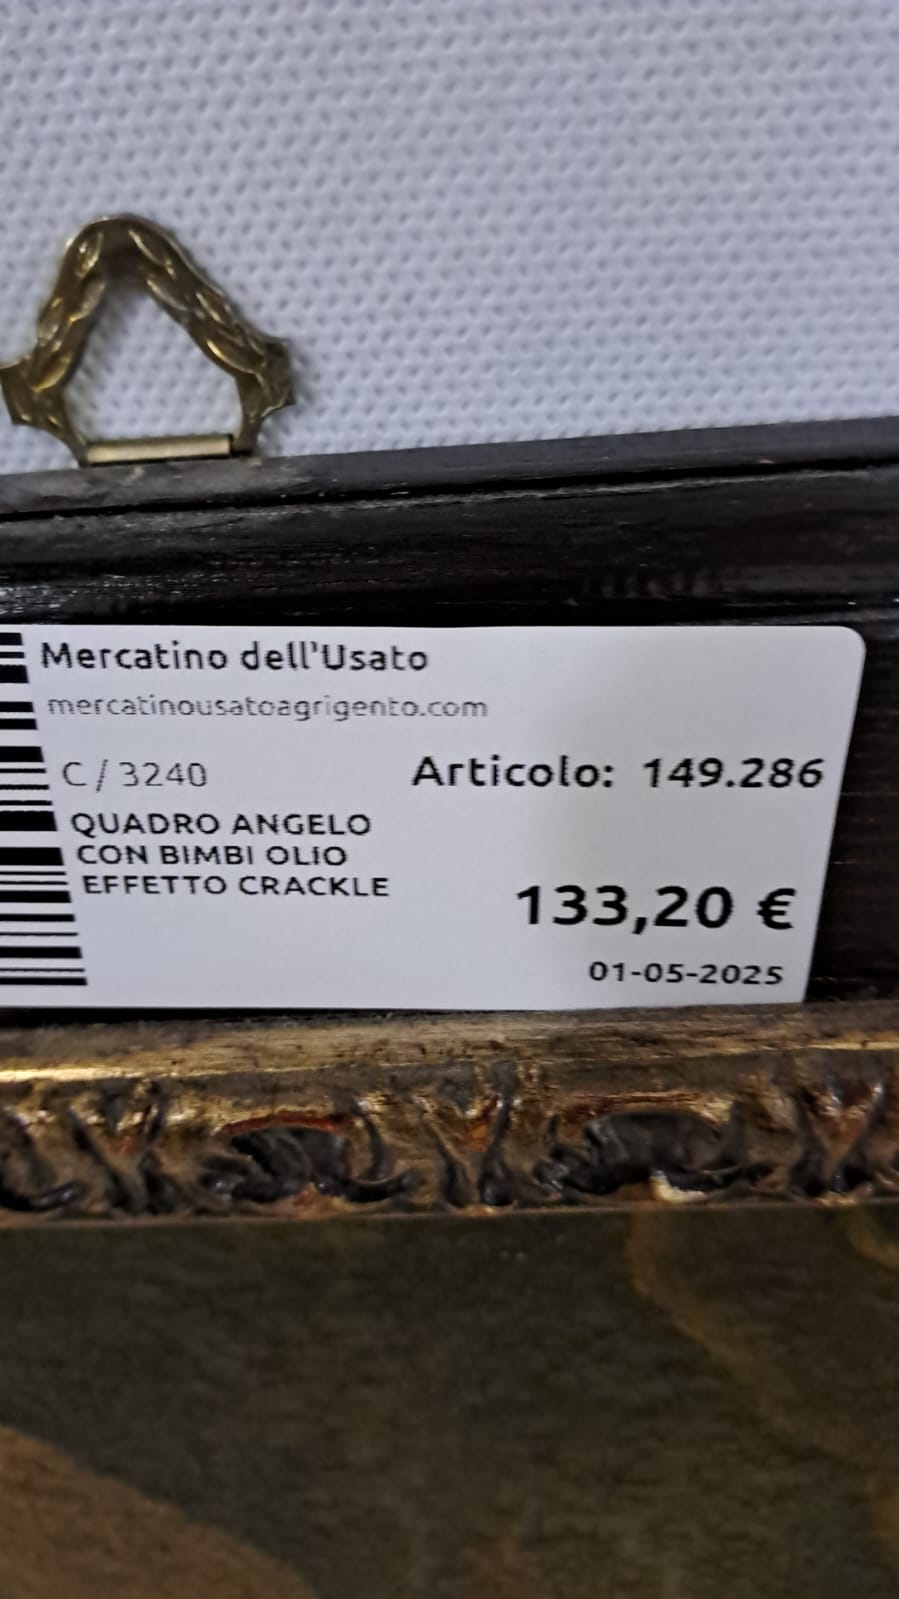 Mercatino dell'Usato
mercatinousatoagrigento.com
C / 3240 Articolo: 149.286
QUADRO ANGELO
CON BIMBI OLIO
EFFETTO CRACKLE
133,20 €
01-05-2025